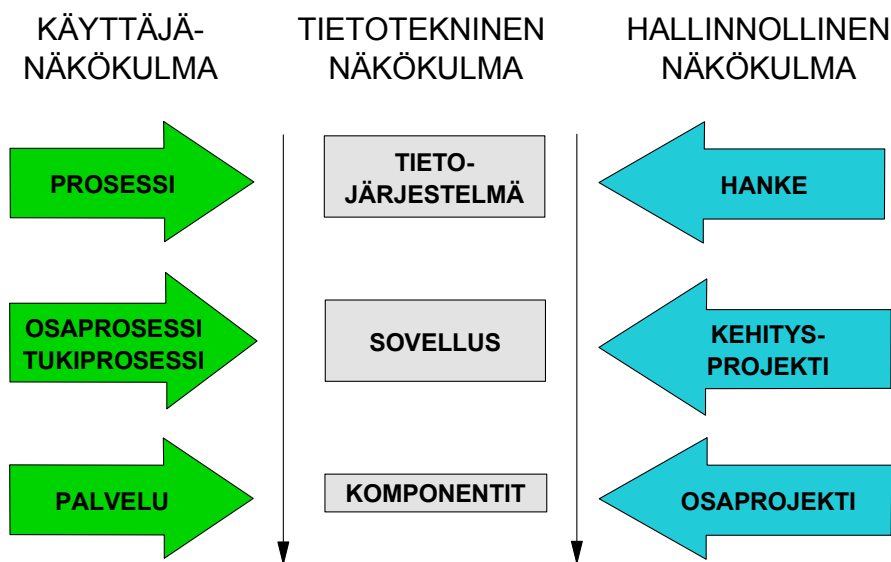 KÄYTTÄJÄ-
NÄKÖKULMA
TIETOTEKNINEN
NÄKÖKULMA
HALLINNOLLINEN
NÄKÖKULMA
PROSESSI
TIETO-
JÄRJESTELMÄ
HANKE
OSAPROSESSI
TUKIPROSESSI
SOVELLUS
KEHITYS-
PROJEKTI
PALVELU
KOMPONENTIT
OSAPROJEKTI